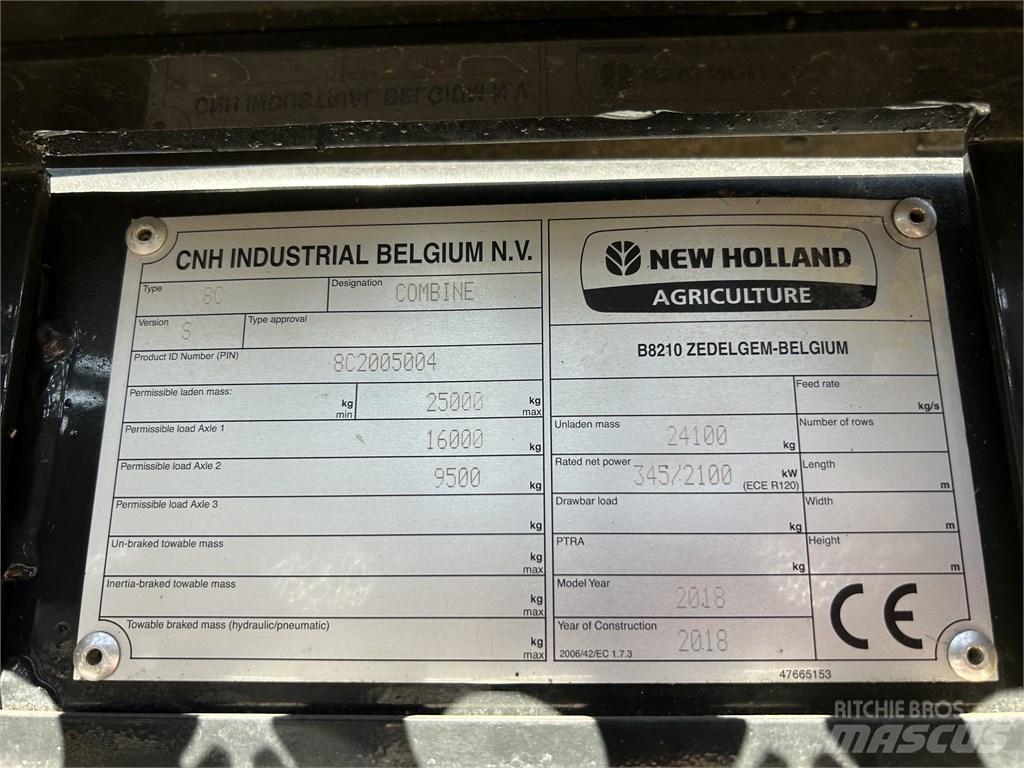 CNH INDUSTRIAL BELGIUM N.V.
NEW HOLLAND
CNH INDUSTRIAL BELGIUM N.V.
Type 8C Designation COMBINE
Version S Type approval
Product ID Number (PIN) 8C2005004
Permissible laden mass: kg min 25000 kg max
Permissible load Axle 1 16000 kg
Permissible load Axle 2 9500 kg
Permissible load Axle 3 kg
Un-braked towable mass kg max
Inertia-braked towable mass kg max
Towable braked mass (hydraulic/pneumatic) kg max
NEW HOLLAND
AGRICULTURE
B8210 ZEDELGEM-BELGIUM
Feed rate kg/s
Unladen mass 24100 kg Number of rows
Rated net power 345/2100 kW (ECE R120) Length m
Drawbar load kg Width m
PTRA kg Height m
Model Year 2018
Year of Construction 2018
2006/42/EC 1.7.3
CE
47665153
RITCHIE BROS
MASCUS